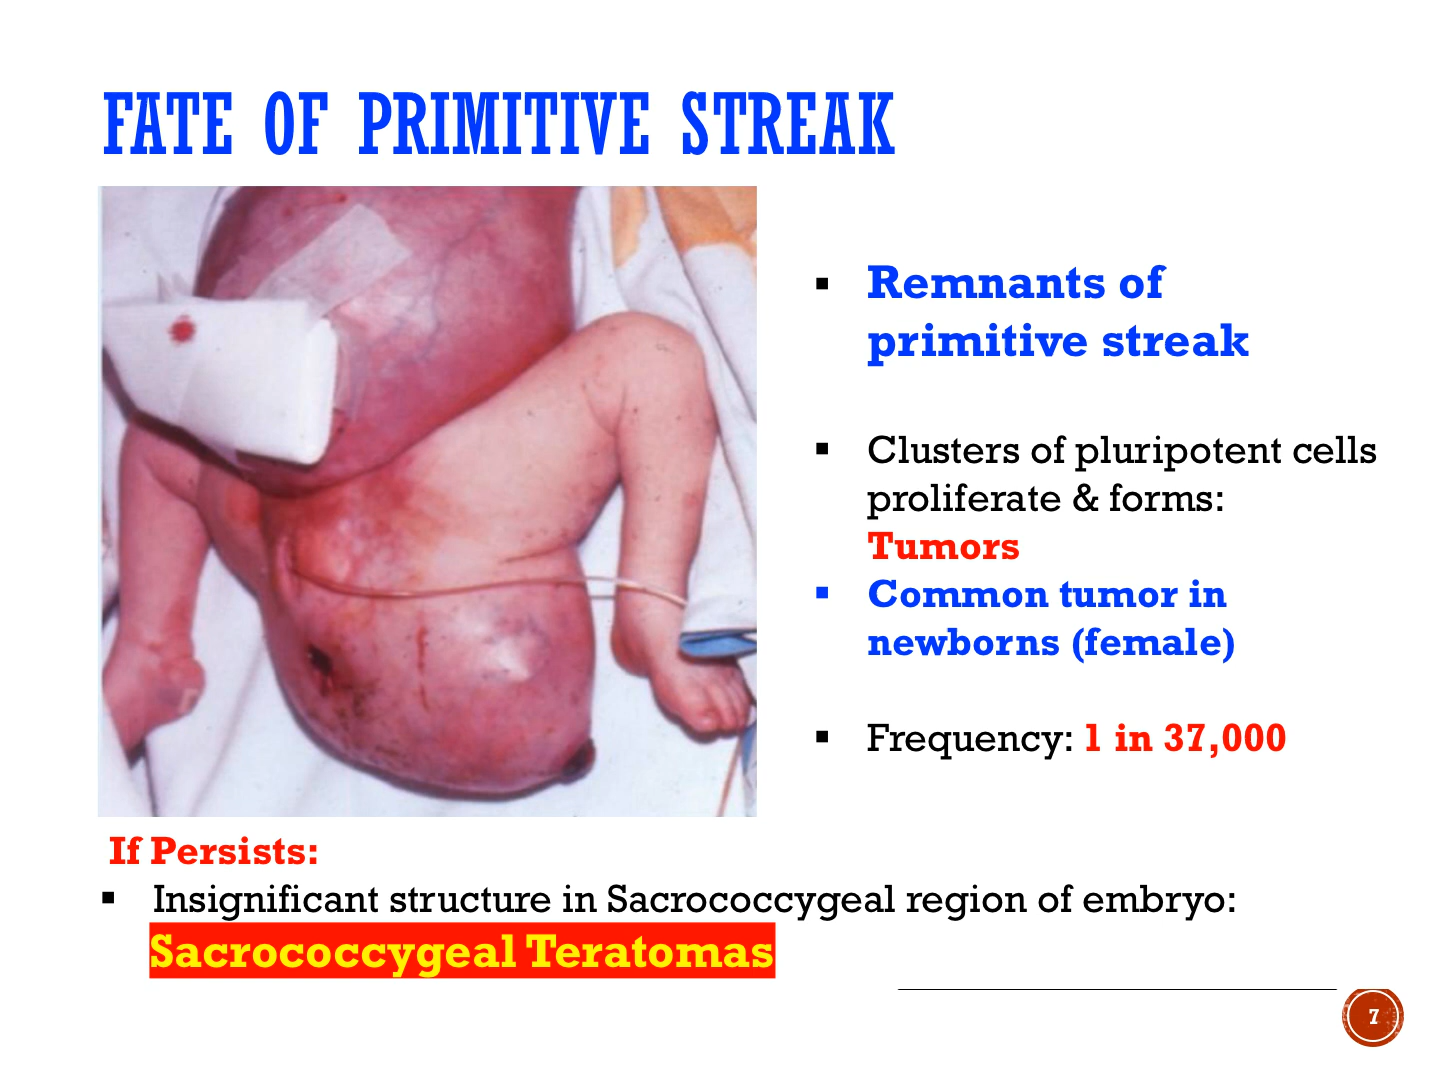 FATE OF PRIMITIVE STREAK
▪ Remnants of
primitive streak
▪ Clusters of pluripotent cells
proliferate & forms:
Tumors
▪ Common tumor in
newborns (female)
▪ Frequency: 1 in 37,000
If Persists:
▪ Insignificant structure in Sacrococcygeal region of embryo:
Sacrococcygeal Teratomas
7